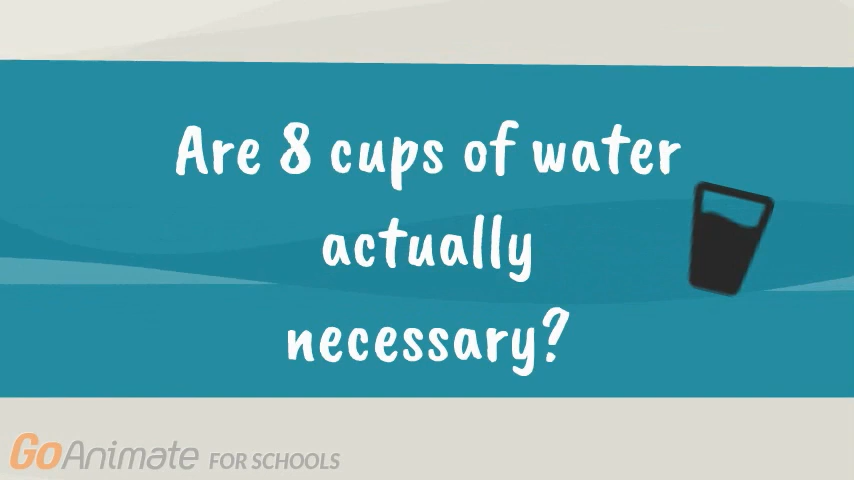 Are 8 cups of water
actually
necessary?
GoAnimate FOR SCHOOLS